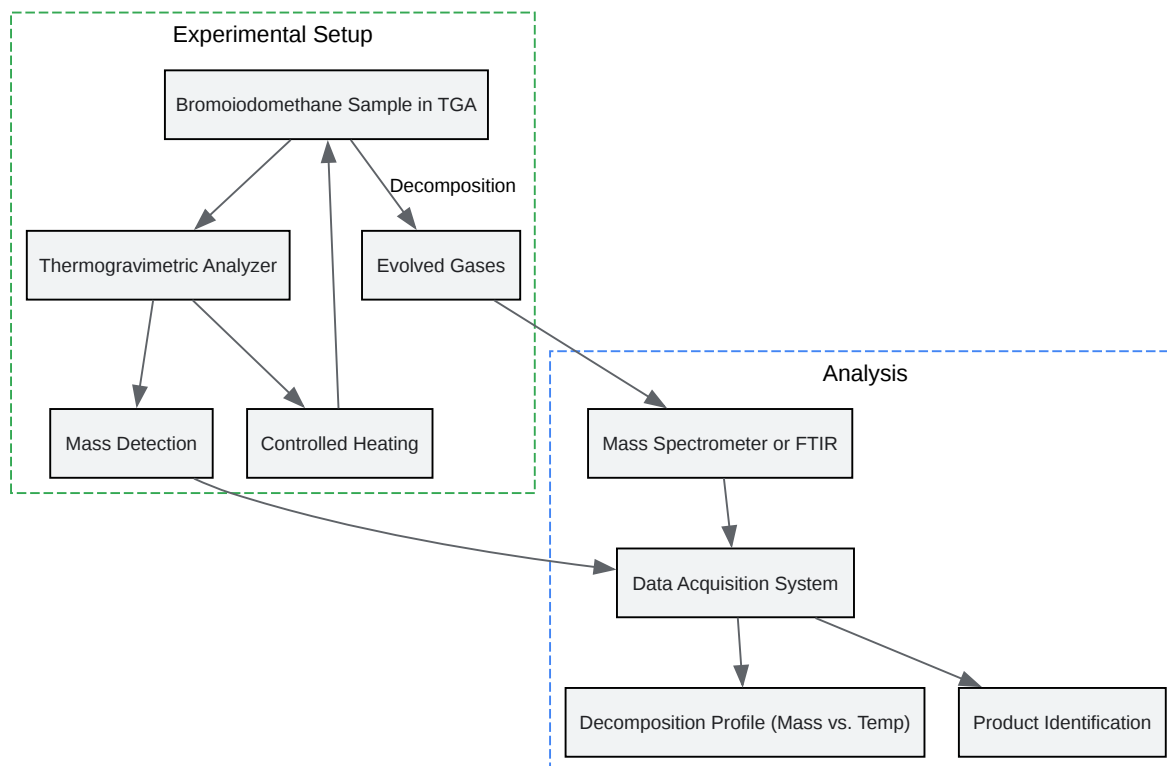 Experimental Setup
Bromoiodomethane Sample in TGA
Decomposition
Thermogravimetric Analyzer
Evolved Gases
Analysis
Mass Detection
Controlled Heating
Mass Spectrometer or FTIR
Data Acquisition System
Decomposition Profile (Mass vs. Temp)
Product Identification